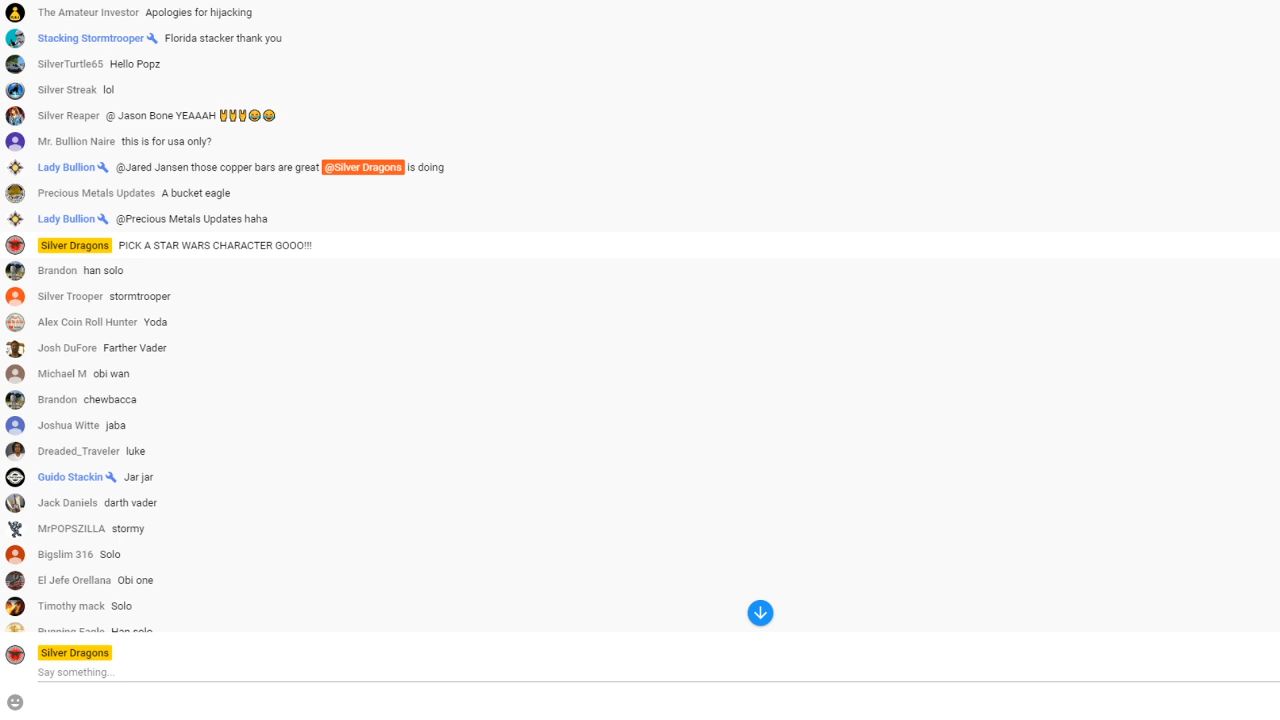 The Amateur Investor Apologies for hijacking
Stacking Stormtrooper Florida stacker thank you
SilverTurtle65 Hello Popz
Silver Streak lol
Silver Reaper @ Jason Bone YEAAAH
Mr. Bullion Naire this is for usa only?
Lady Bullion @Jared Jansen those copper bars are great @Silver Dragons is doing
Precious Metals Updates A bucket eagle
Lady Bullion @Precious Metals Updates haha
Silver Dragons PICK A STAR WARS CHARACTER GOOO!!!
Brandon han solo
Silver Trooper stormtrooper
Alex Coin Roll Hunter Yoda
Josh DuFore Farther Vader
Michael M obi wan
Brandon chewbacca
Joshua Witte jaba
Dreaded_Traveler luke
Guido Stackin Jar jar
Jack Daniels darth vader
MrPOPSZILLA stormy
Bigslim 316 Solo
El Jefe Orellana Obi one
Timothy mack Solo
Running Eagle Han solo
Silver Dragons
Say something...